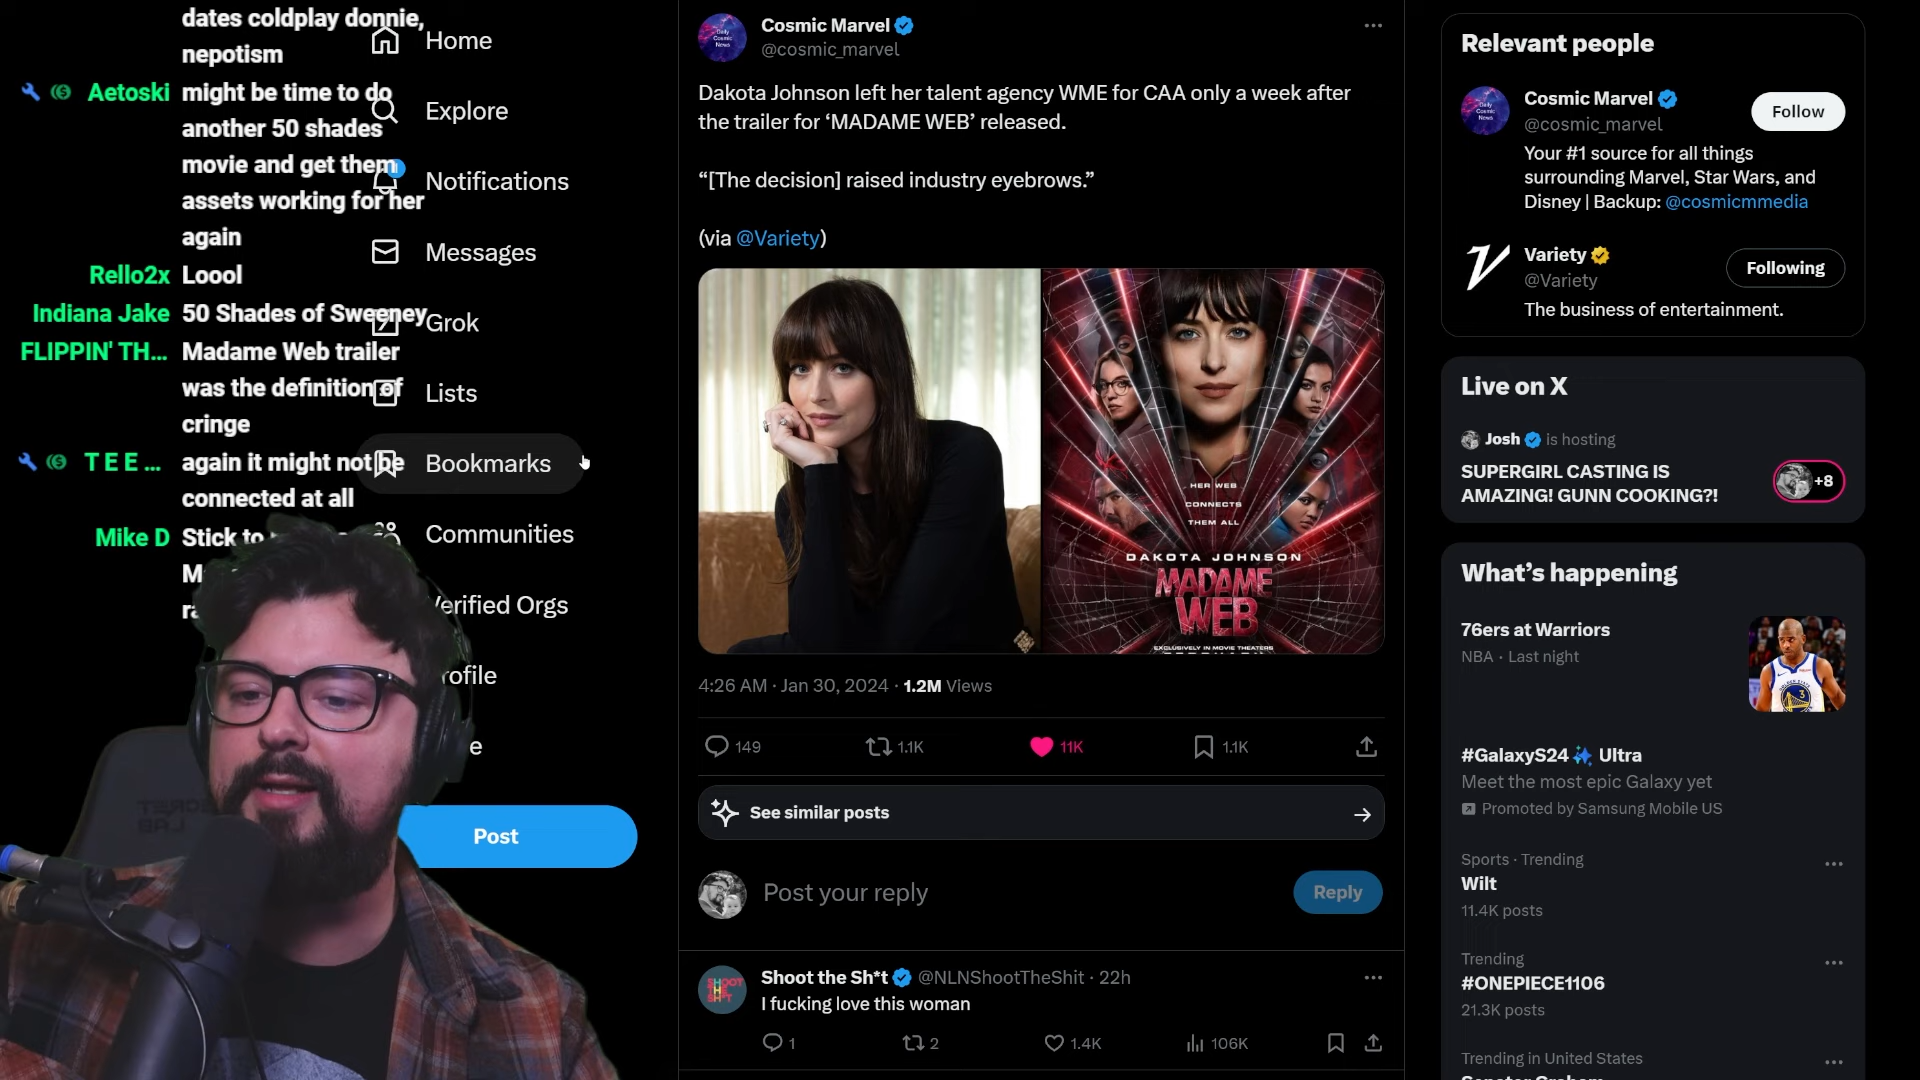 dates coldplay donnie,
nepotism
Aetoski might be time to do
another 50 shades
movie and get them
assets working for her
again
Rello2x Loool
Indiana Jake 50 Shades of Sweeney
FLIPPIN' TH... Madame Web trailer
was the definition of
cringe
T E E ... again it might not be
connected at all
Mike D Stick to
Home
Explore
Notifications
Messages
Grok
Lists
Bookmarks
Communities
Verified Orgs
Post
Cosmic Marvel
@cosmic_marvel
Dakota Johnson left her talent agency WME for CAA only a week after
the trailer for ‘MADAME WEB’ released.
“[The decision] raised industry eyebrows.”
(via @Variety)
HER WEB
CONNECTS
THEM ALL
DAKOTA JOHNSON
MADAME
WEB
EXCLUSIVELY IN MOVIE THEATERS
4:26 AM · Jan 30, 2024 · 1.2M Views
149 1.1K 11K 1.1K
See similar posts
Post your reply
Reply
Shoot the Sh*t @NLNShootTheShit · 22h
I fucking love this woman
1 2 1.4K 106K
Relevant people
Cosmic Marvel
@cosmic_marvel
Follow
Your #1 source for all things
surrounding Marvel, Star Wars, and
Disney | Backup: @cosmicmmedia
Variety
@Variety
Following
The business of entertainment.
Live on X
Josh is hosting
SUPERGIRL CASTING IS
AMAZING! GUNN COOKING?!
+8
What’s happening
76ers at Warriors
NBA · Last night
#GalaxyS24 Ultra
Meet the most epic Galaxy yet
Promoted by Samsung Mobile US
Sports · Trending
Wilt
11.4K posts
Trending
#ONEPIECE1106
21.3K posts
Trending in United States